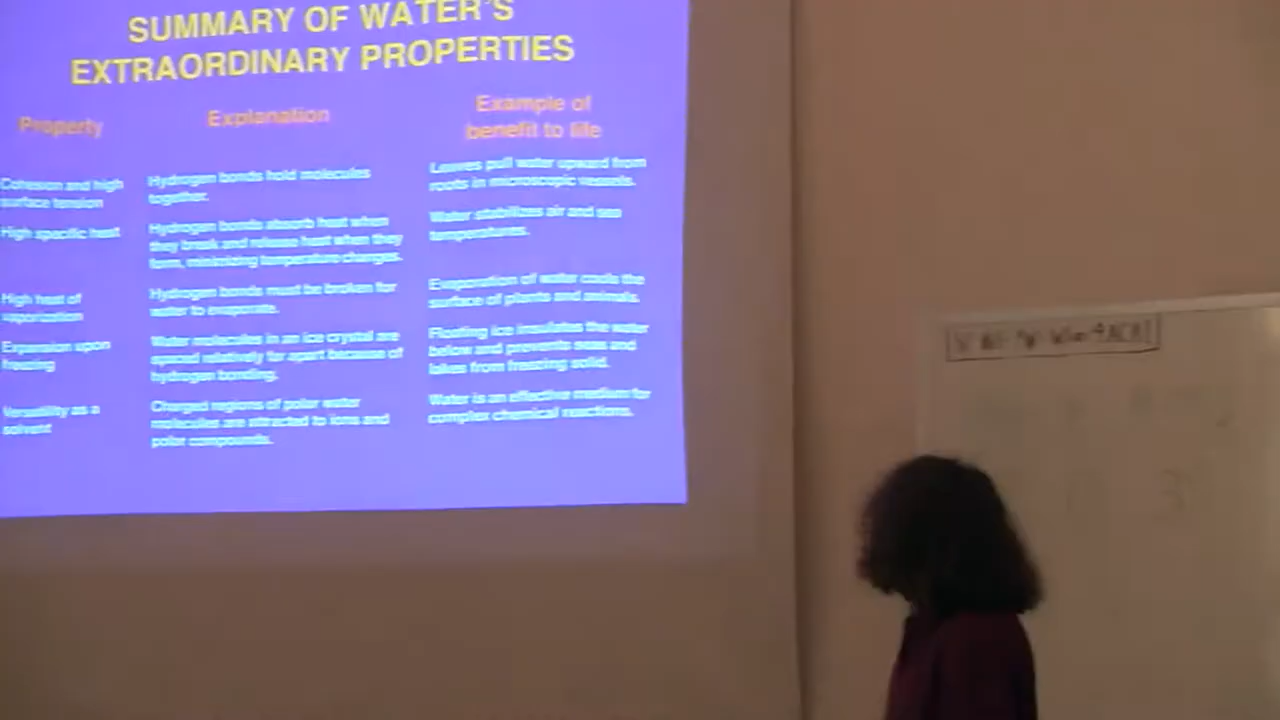 SUMMARY OF WATER'S
EXTRAORDINARY PROPERTIES
Property
Explanation
Example of
benefit to life
Cohesion and high
surface tension
Hydrogen bonds hold molecules
together.
Leaves pull water upward from
roots in microscopic vessels.
High specific heat
Hydrogen bonds absorb heat when
they break and release heat when they
form, minimizing temperature changes.
Water stabilizes air and sea
temperatures.
High heat of
vaporization
Hydrogen bonds must be broken for
water to evaporate.
Evaporation of water cools the
surface of plants and animals.
Expansion upon
freezing
Water molecules in an ice crystal are
spaced relatively far apart because of
hydrogen bonding.
Floating ice insulates the water
below and prevents seas and
lakes from freezing solid.
Versatility as a
solvent
Charged regions of polar water
molecules are attracted to ions and
polar compounds.
Water is an effective medium for
complex chemical reactions.